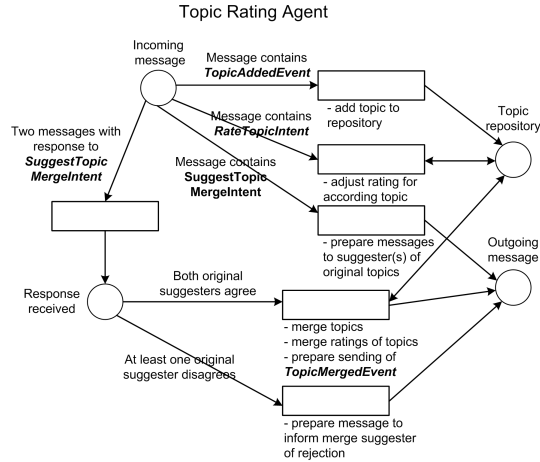 Topic Rating Agent
Incoming
message
Message contains
TopicAddedEvent
- add topic to
repository
Topic
repository
Message contains
RateTopicIntent
- adjust rating for
according topic
Two messages with
response to
SuggestTopic
MergeIntent
Message contains
SuggestTopic
MergeIntent
- prepare messages
to suggester(s) of
original topics
Outgoing
message
Response
received
Both original
suggesters agree
- merge topics
- merge ratings of topics
- prepare sending of
TopicMergedEvent
At least one original
suggester disagrees
- prepare message to
inform merge suggester
of rejection